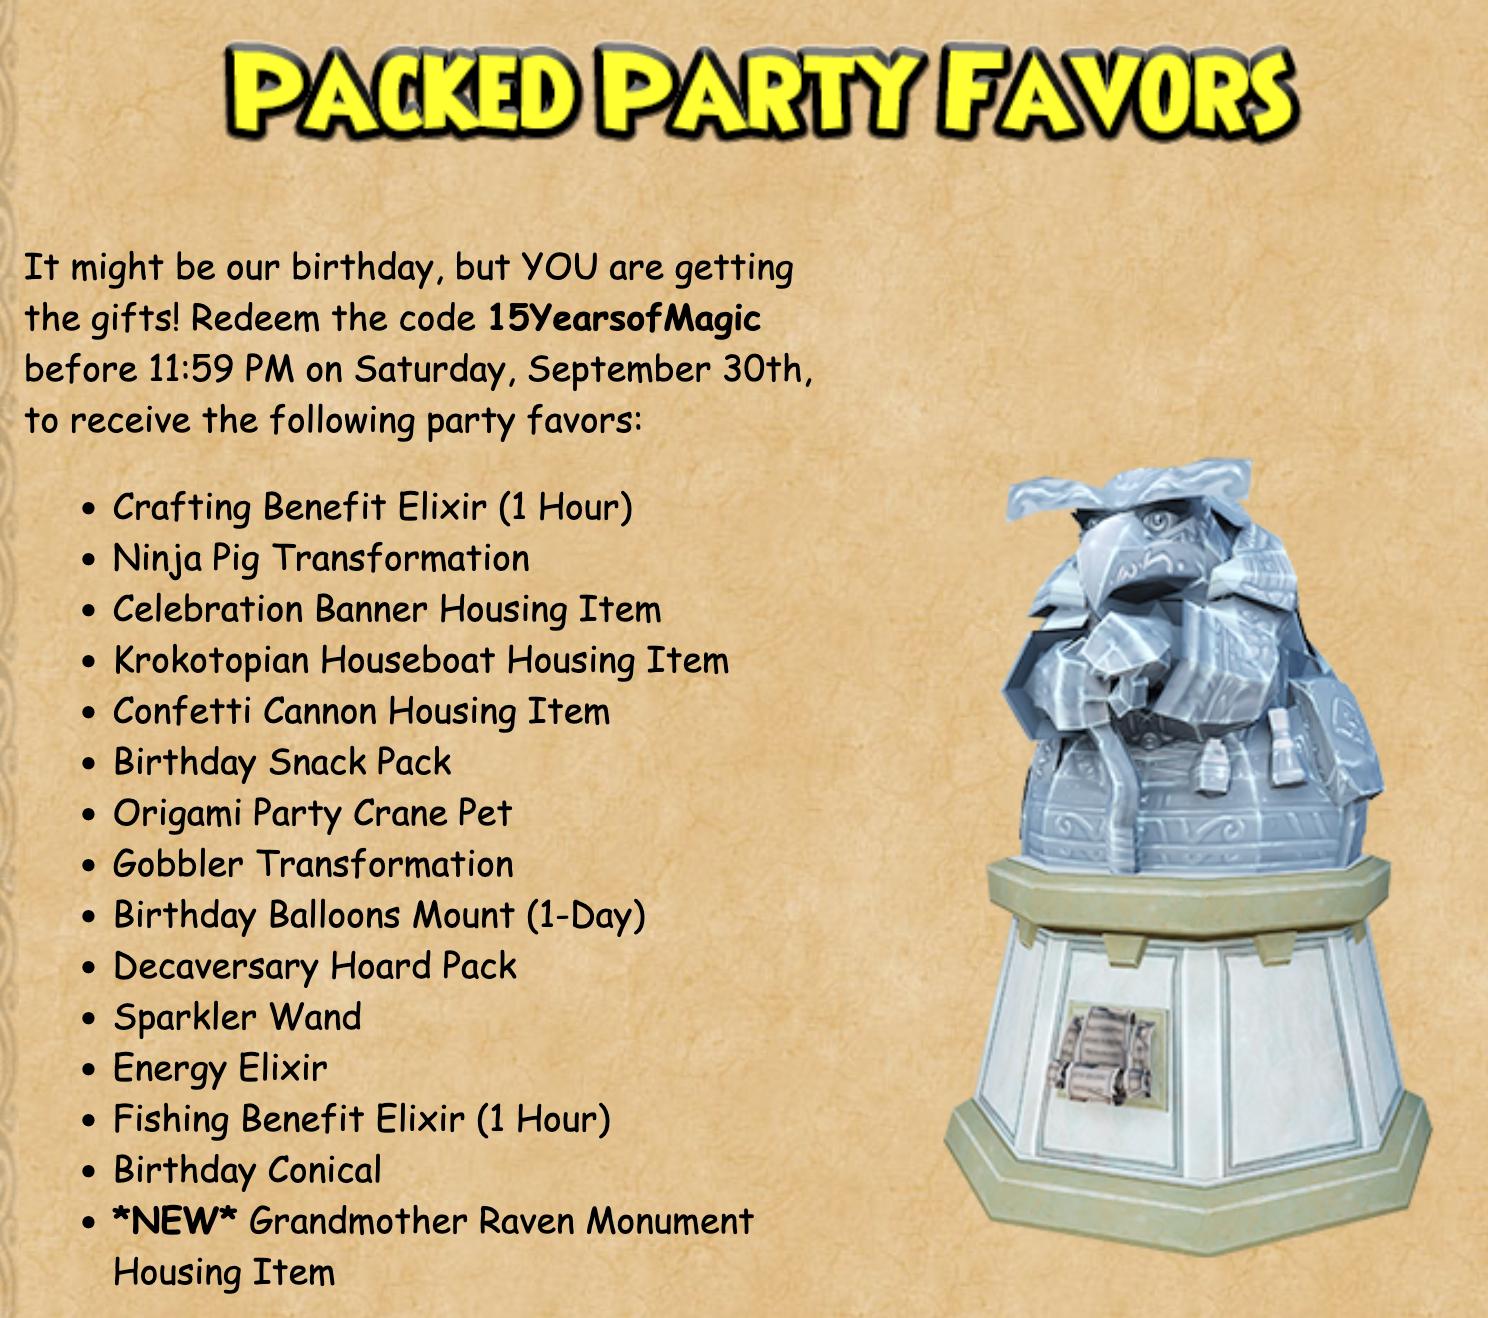 PACKED PARTY FAVORS
It might be our birthday, but YOU are getting
the gifts! Redeem the code 15YearsofMagic
before 11:59 PM on Saturday, September 30th,
to receive the following party favors:
• Crafting Benefit Elixir (1 Hour)
• Ninja Pig Transformation
• Celebration Banner Housing Item
• Krokotopian Houseboat Housing Item
• Confetti Cannon Housing Item
• Birthday Snack Pack
• Origami Party Crane Pet
• Gobbler Transformation
• Birthday Balloons Mount (1-Day)
• Decaversary Hoard Pack
• Sparkler Wand
• Energy Elixir
• Fishing Benefit Elixir (1 Hour)
• Birthday Conical
• *NEW* Grandmother Raven Monument
Housing Item